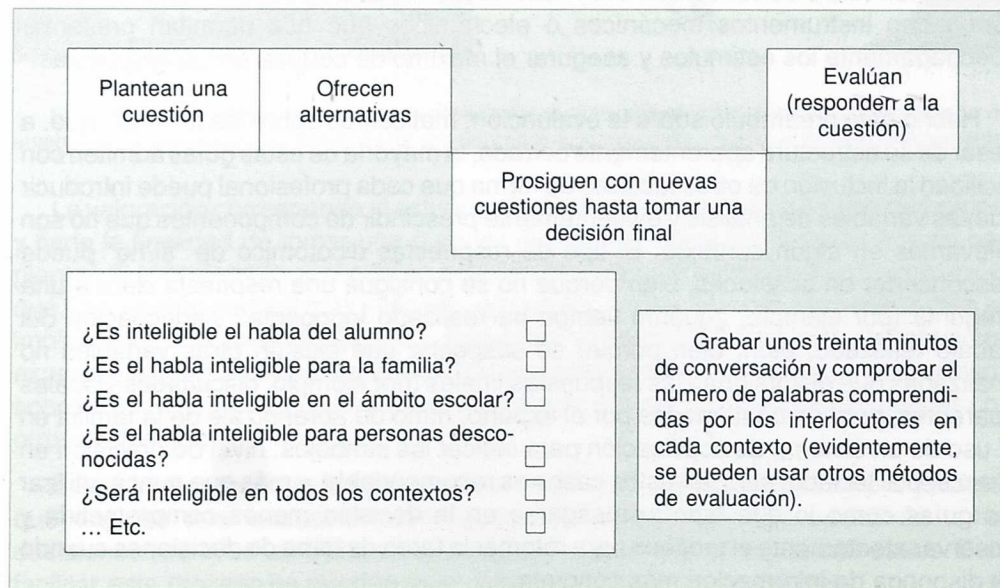 Plantean una
cuestión
Ofrecen
alternativas
Evalúan
(responden a la
cuestión)
Prosiguen con nuevas
cuestiones hasta tomar una
decisión final
¿Es inteligible el habla del alumno?
¿Es el habla inteligible para la familia?
¿Es el habla inteligible en el ámbito escolar?
¿Es el habla inteligible para personas desco-
nocidas?
¿Será inteligible en todos los contextos?
... Etc.
Grabar unos treinta minutos
de conversación y comprobar el
número de palabras comprendi-
das por los interlocutores en
cada contexto (evidentemente,
se pueden usar otros métodos
de evaluación).